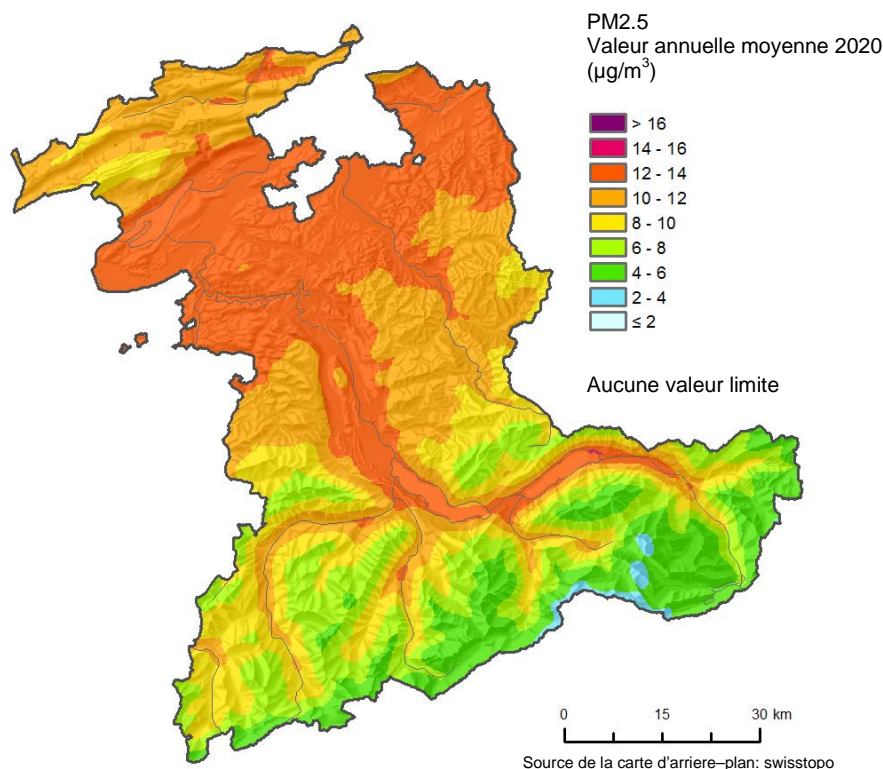 PM2.5
Valeur annuelle moyenne 2020
(µg/m³)
> 16
14 - 16
12 - 14
10 - 12
8 - 10
6 - 8
4 - 6
2 - 4
≤ 2
Aucune valeur limite
0 15 30 km
Source de la carte d'arriere–plan: swisstopo